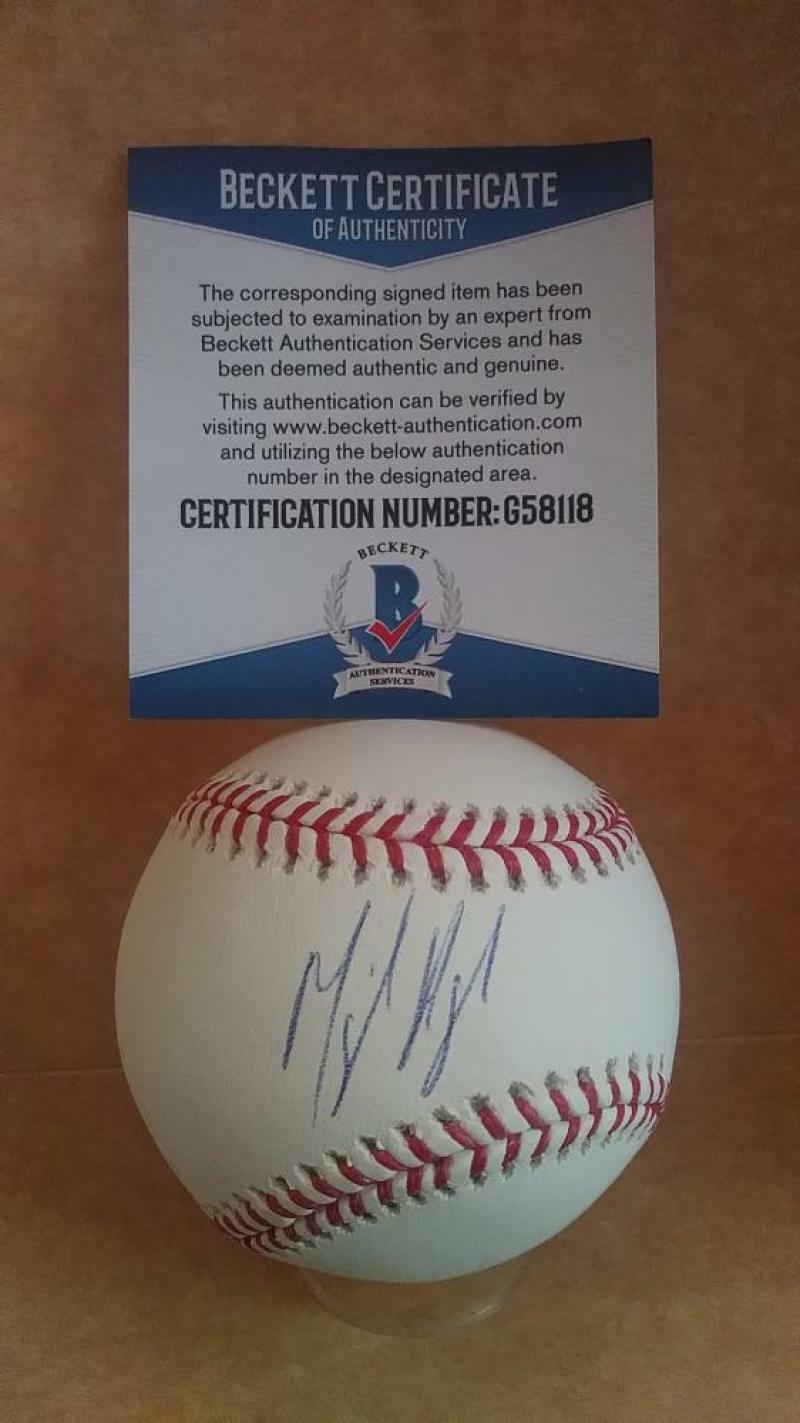 BECKETT CERTIFICATE
OF AUTHENTICITY
The corresponding signed item has been
subjected to examination by an expert from
Beckett Authentication Services and has
been deemed authentic and genuine.
This authentication can be verified by
visiting www.beckett-authentication.com
and utilizing the below authentication
number in the designated area.
CERTIFICATION NUMBER: G58118
BECKETT
B
AUTHENTICATION
SERVICES